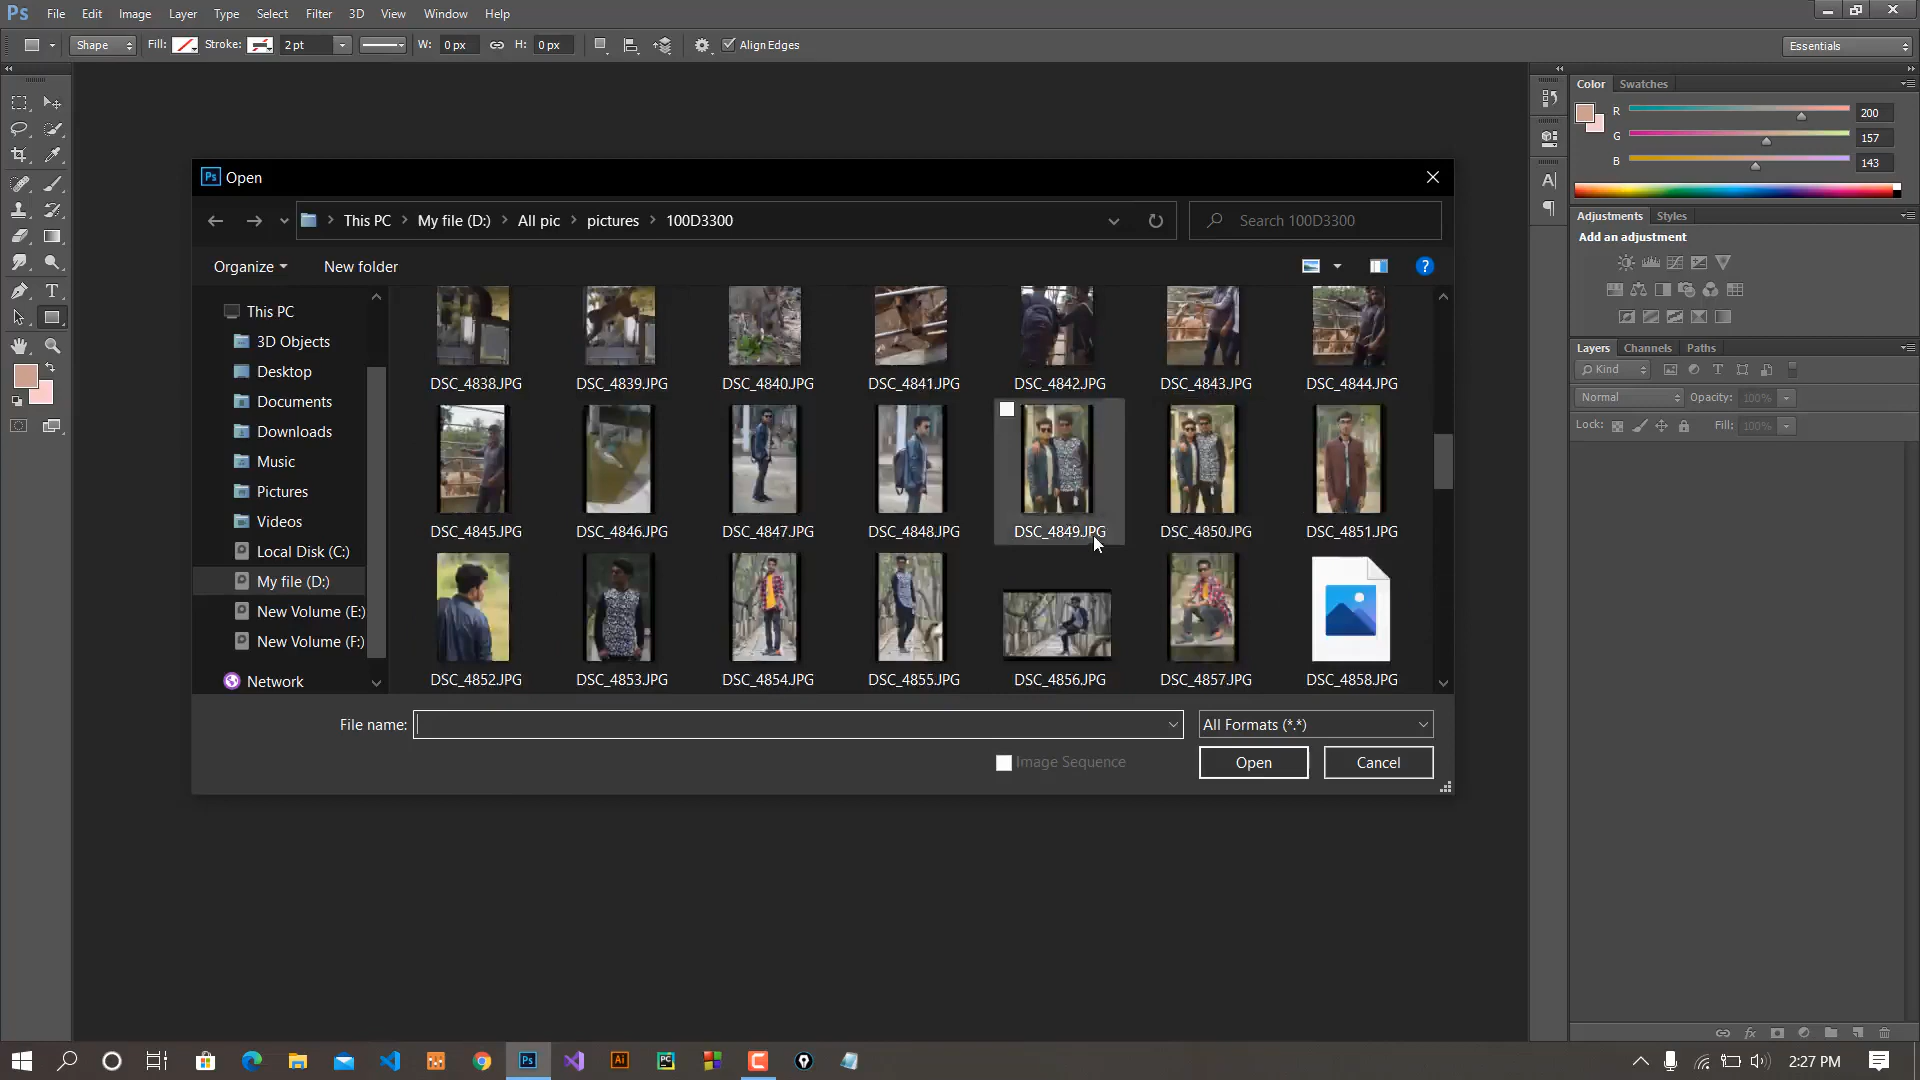 Ps File Edit Image Layer Type Select Filter 3D View Window Help
Shape Fill: Stroke: 2 pt W: 0 px H: 0 px Align Edges Essentials
Color Swatches
R 200
G 157
B 143
Adjustments Styles
Add an adjustment
Layers Channels Paths
Kind
Normal Opacity: 100%
Lock: Fill: 100%
Ps Open
This PC My file (D:) All pic pictures 100D3300 Search 100D3300
Organize New folder
This PC
3D Objects
Desktop
Documents
Downloads
Music
Pictures
Videos
Local Disk (C:)
My file (D:)
New Volume (E:)
New Volume (F:)
Network
DSC_4838.JPG DSC_4839.JPG DSC_4840.JPG DSC_4841.JPG DSC_4842.JPG DSC_4843.JPG DSC_4844.JPG
DSC_4845.JPG DSC_4846.JPG DSC_4847.JPG DSC_4848.JPG DSC_4849.JPG DSC_4850.JPG DSC_4851.JPG
DSC_4852.JPG DSC_4853.JPG DSC_4854.JPG DSC_4855.JPG DSC_4856.JPG DSC_4857.JPG DSC_4858.JPG
File name: All Formats (*.*)
Image Sequence Open Cancel
Ps Ai PC C 2:27 PM